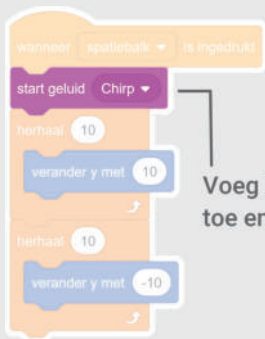 wanneer spatiebalk is ingedrukt
start geluid Chirp
herhaal 10
verander y met 10
Voeg
toe en
herhaal 10
verander y met -10